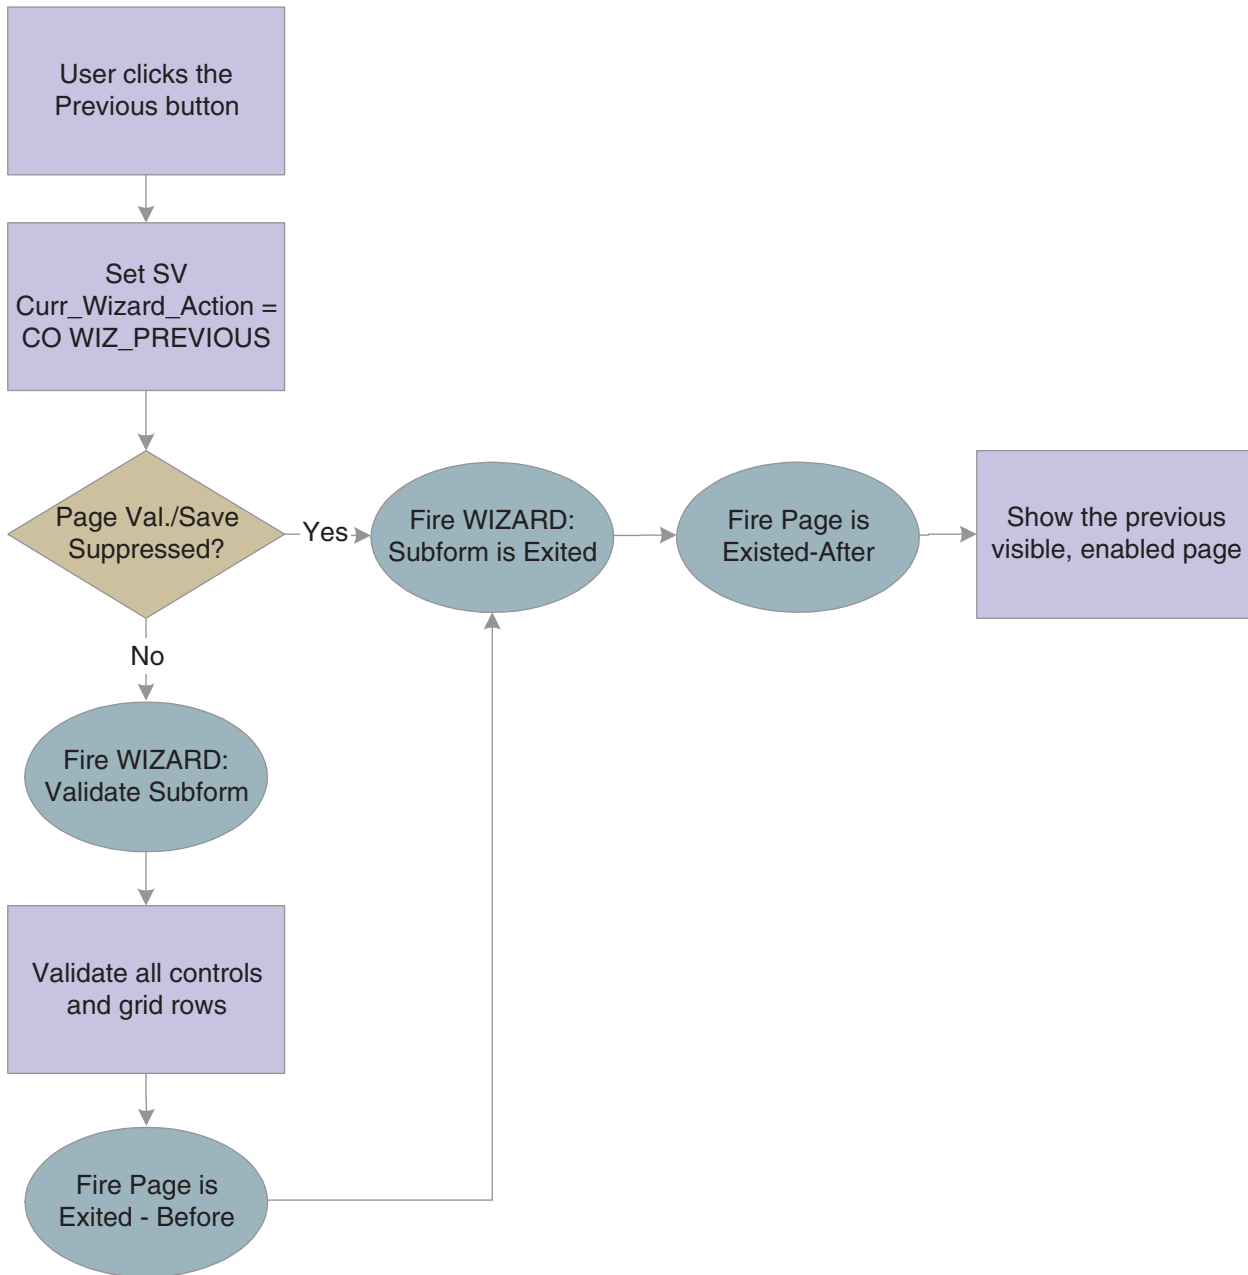 User clicks the
Previous button
Set SV
Curr_Wizard_Action =
CO WIZ_PREVIOUS
Page Val./Save
Suppressed?
Yes
Fire WIZARD:
Subform is Exited
Fire Page is
Existed-After
Show the previous
visible, enabled page
No
Fire WIZARD:
Validate Subform
Validate all controls
and grid rows
Fire Page is
Exited - Before